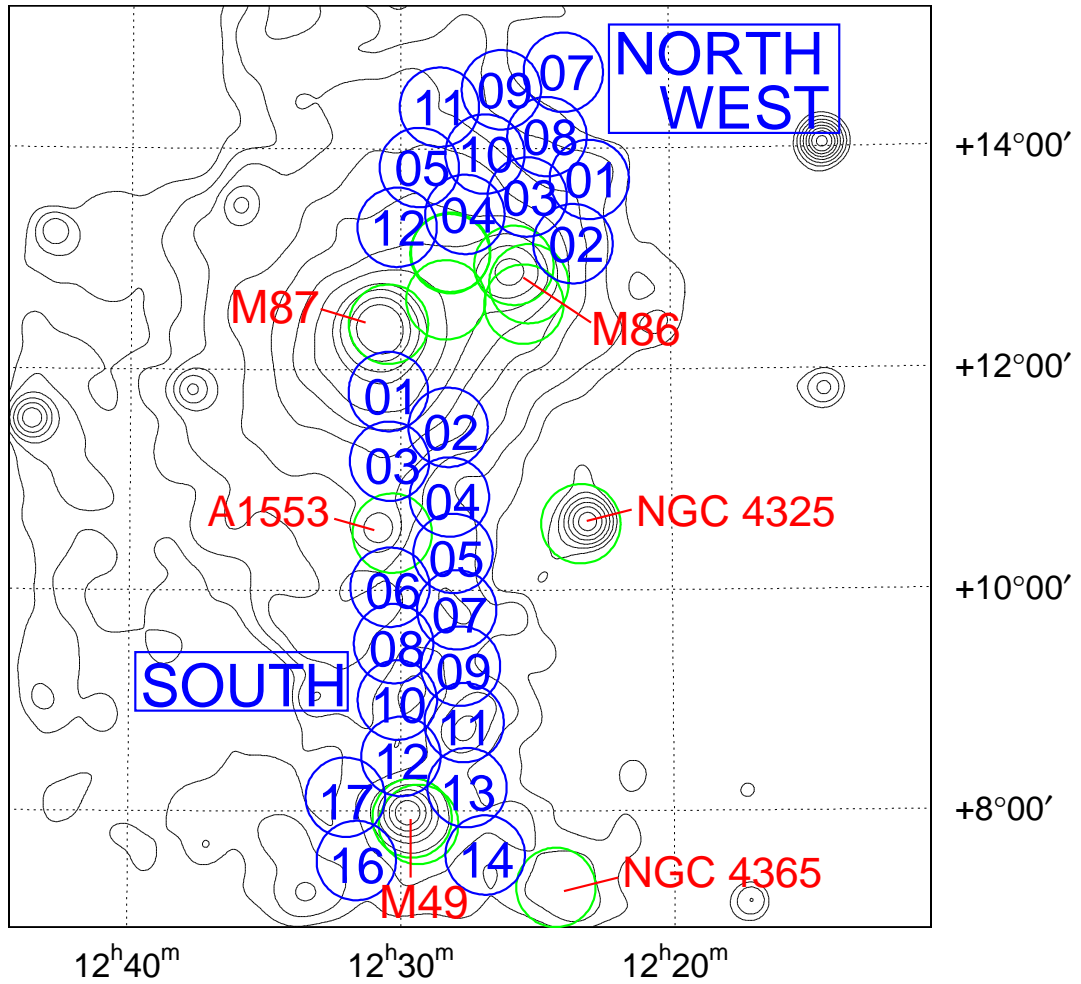 NORTH
WEST
07
09
11
08
10
05
01
03
04
12
02
+14°00′
M87
M86
+12°00′
01
02
03
04
A1553
NGC 4325
05
06
+10°00′
07
08
09
SOUTH
10
11
12
13
17
+8°00′
14
16
NGC 4365
M49
12h40m
12h30m
12h20m